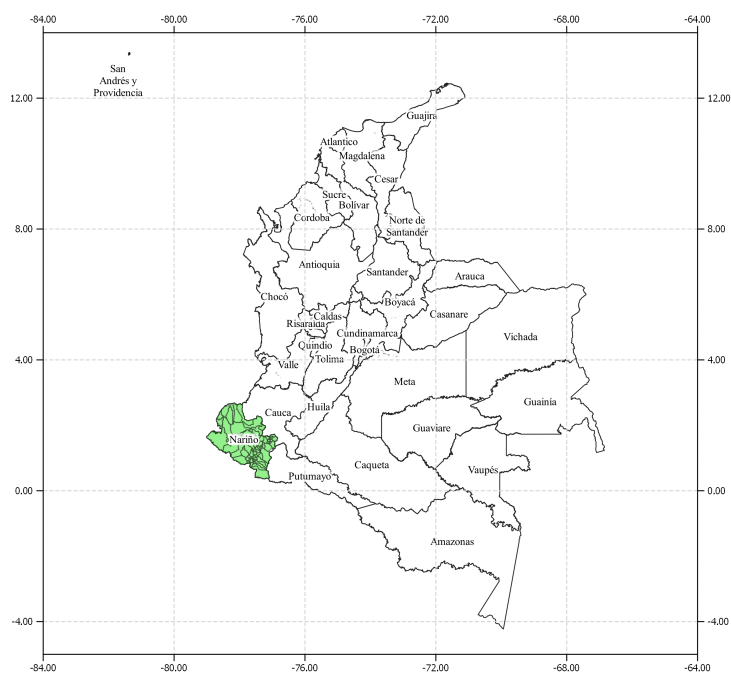 -84.00 -80.00 -76.00 -72.00 -68.00 -64.00
San
Andrés y
Providencia
12.00 12.00
Guajira
Atlantico
Magdalena
Cesar
Sucre
Bolívar
Cordoba
Norte de
Santander
8.00 8.00
Antioquia
Santander
Arauca
Chocó
Boyacá
Casanare
Caldas
Risaralda
Cundinamarca
Vichada
Quindio
Bogotá
Tolima
4.00 4.00
Valle
Meta
Guainía
Huila
Cauca
Guaviare
Nariño
Caqueta
Vaupés
Putumayo
0.00 0.00
Amazonas
-4.00 -4.00
-84.00 -80.00 -76.00 -72.00 -68.00 -64.00